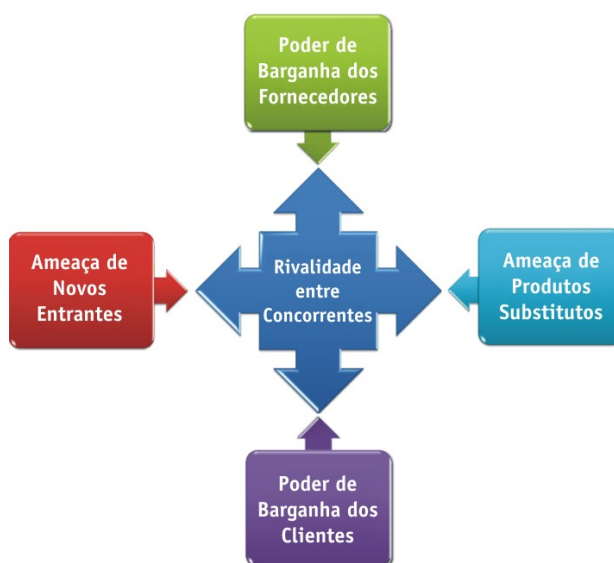 Poder de
Barganha dos
Fornecedores
Ameaça de
Novos
Entrantes
Rivalidade
entre
Concorrentes
Ameaça de
Produtos
Substitutos
Poder de
Barganha dos
Clientes